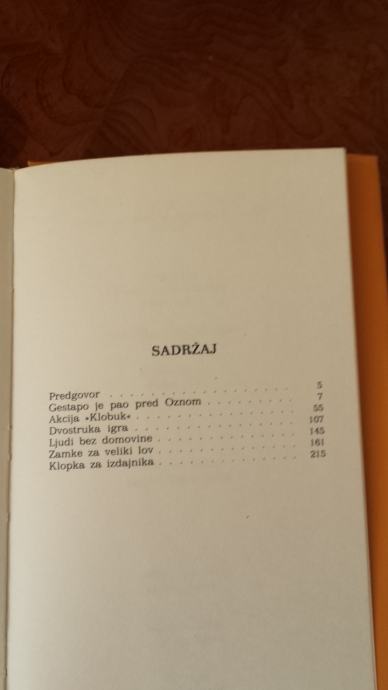 SADRŽAJ
Predgovor . . . . . . . . . . . . . . . . . . 5
Gestapo je pao pred Oznom . . . . . . . . . 7
Akcija »Klobuk« . . . . . . . . . . . . . . . 55
Dvostruka igra . . . . . . . . . . . . . . . . 107
Ljudi bez domovine . . . . . . . . . . . . . 145
Zamke za veliki lov . . . . . . . . . . . . . 161
Klopka za izdajnika . . . . . . . . . . . . . 215